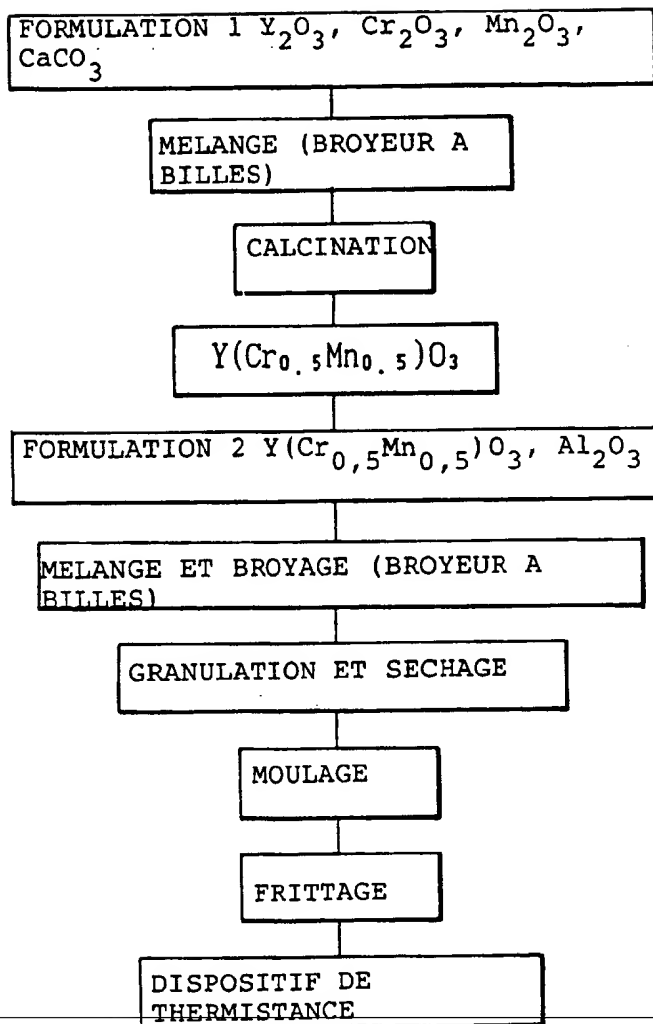 FORMULATION 1 Y₂O₃, Cr₂O₃, Mn₂O₃,
CaCO₃
MELANGE (BROYEUR A
BILLES)
CALCINATION
Y(Cr₀.₅Mn₀.₅)O₃
FORMULATION 2 Y(Cr₀,₅Mn₀,₅)O₃, Al₂O₃
MELANGE ET BROYAGE (BROYEUR A
BILLES)
GRANULATION ET SECHAGE
MOULAGE
FRITTAGE
DISPOSITIF DE
THERMISTANCE